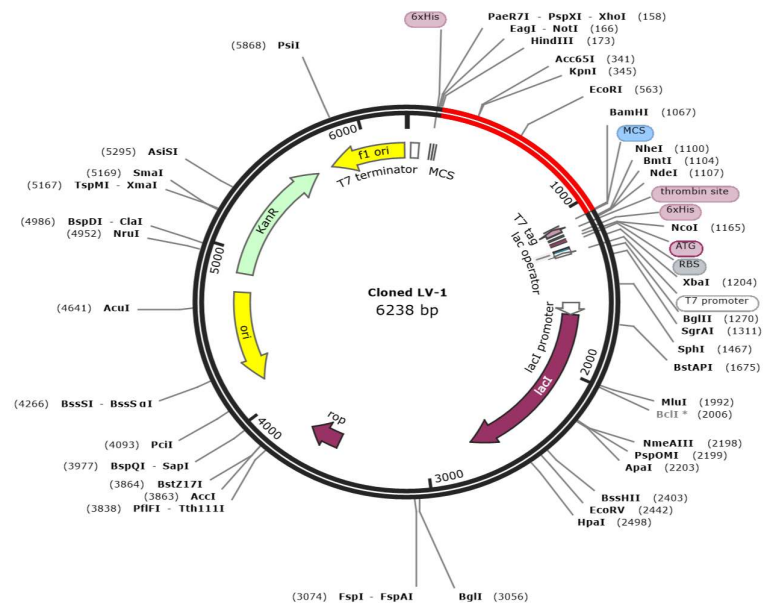 6xHis
PaeR7I - PspXI - XhoI (158)
EagI - NotI (166)
HindIII (173)
Acc65I (341)
KpnI (345)
EcoRI (563)
BamHI (1067)
MCS
NheI (1100)
BmtI (1104)
NdeI (1107)
thrombin site
6xHis
NcoI (1165)
ATG
RBS
XbaI (1204)
T7 promoter
BglII (1270)
SgrAI (1311)
SphI (1467)
BstAPI (1675)
MluI (1992)
BclI * (2006)
NmeAIII (2198)
PspOMI (2199)
ApaI (2203)
BssHII (2403)
EcoRV (2442)
HpaI (2498)
BglI (3056)
(3074) FspI - FspAI
(3838) PflFI - Tth111I
(3863) AccI
(3864) BstZ17I
(3977) BspQI - SapI
(4093) PciI
(4266) BssSI - BssSαI
(4641) AcuI
(4952) NruI
(4986) BspDI - ClaI
(5167) TspMI - XmaI
(5169) SmaI
(5295) AsiSI
(5868) PsiI
1000
2000
3000
4000
5000
6000
f1 ori
T7 terminator
MCS
KanR
ori
rop
lacI
lacI promoter
lac operator
T7 tag
Cloned LV-1
6238 bp